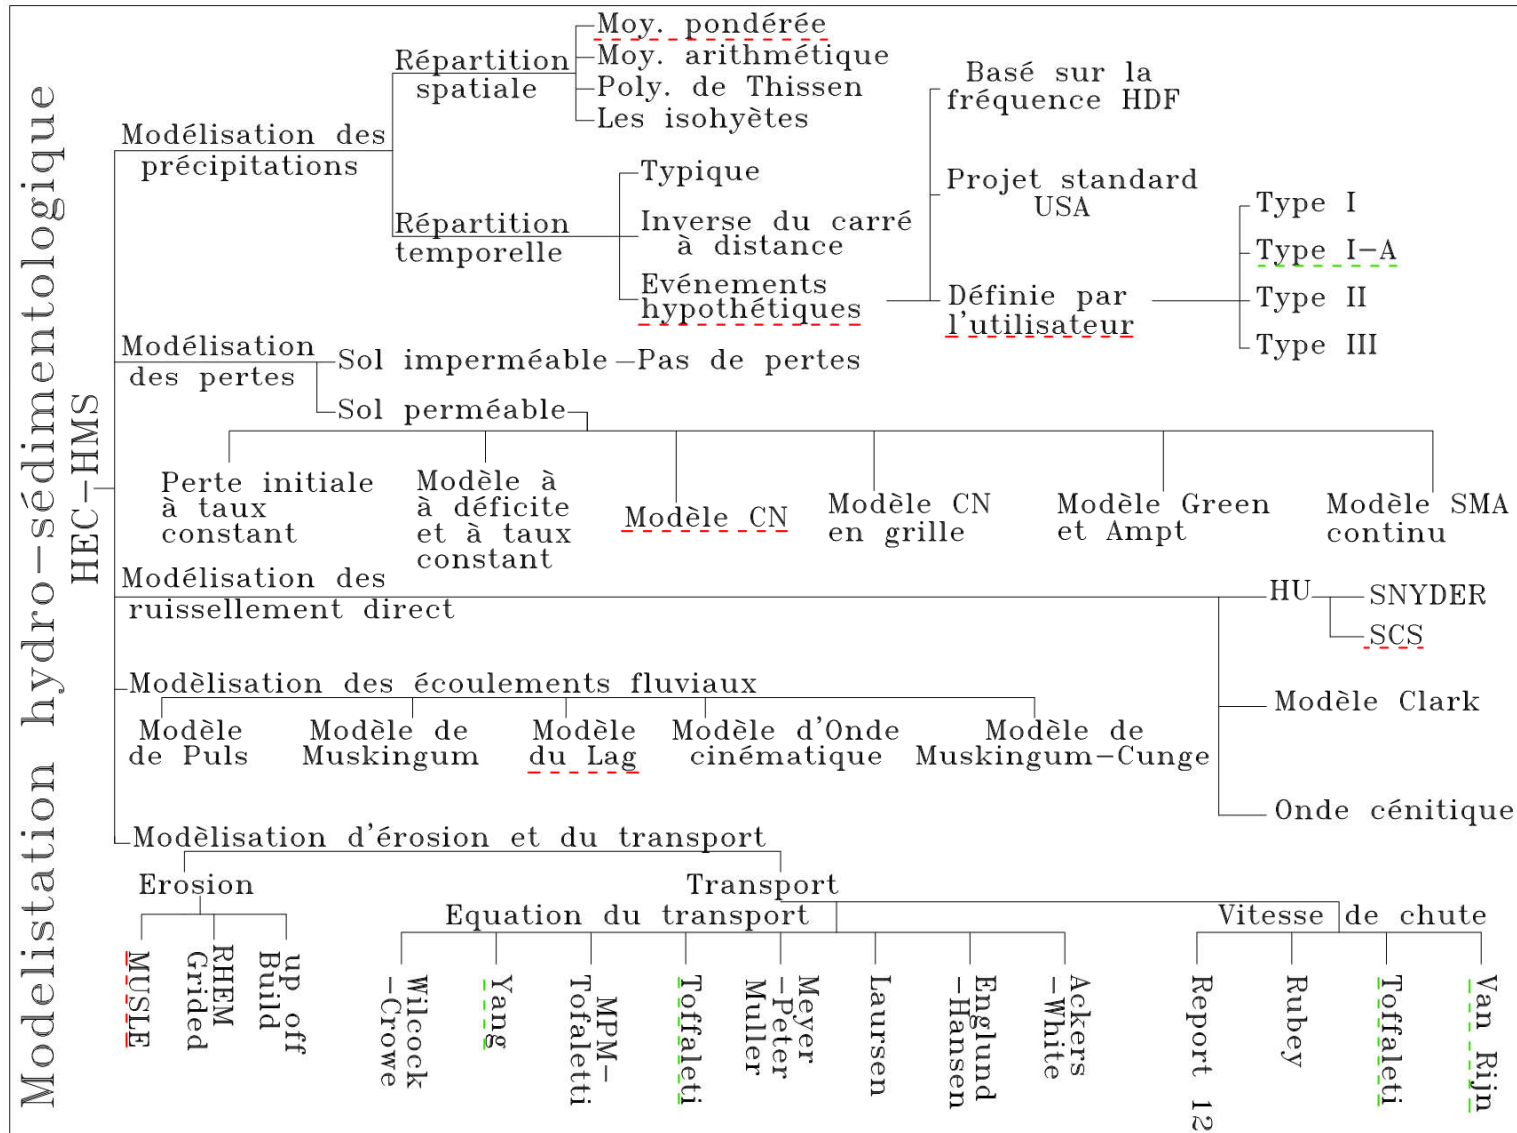 Modelistation hydro-sédimentologique
HEC-HMS
Modélisation des
précipitations
Répartition
spatiale
Moy. pondérée
Moy. arithmétique
Poly. de Thissen
Les isohyètes
Répartition
temporelle
Typique
Inverse du carré
à distance
Evénements
hypothétiques
Basé sur la
fréquence HDF
Projet standard
USA
Définie par
l'utilisateur
Type I
Type I-A
Type II
Type III
Modélisation
des pertes
Sol imperméable
Pas de pertes
Sol perméable
Perte initiale
à taux
constant
Modèle à
à déficite
et à taux
constant
Modèle CN
Modèle CN
en grille
Modèle Green
et Ampt
Modèle SMA
continu
Modélisation des
ruissellement direct
HU
SNYDER
SCS
Modèle Clark
Onde cénitique
Modèlisation des écoulements fluviaux
Modèle
de Puls
Modèle de
Muskingum
Modèle
du Lag
Modèle d'Onde
cinématique
Modèle de
Muskingum-Cunge
Modèlisation d'érosion et du transport
Erosion
MUSLE
RHEM
Grided
up off
Build
Transport
Equation du transport
Wilcock
-Crowe
Yang
MPM-
Tofaletti
Toffaleti
Meyer
-Peter
Muller
Laursen
Englund
-Hansen
Ackers
-White
Vitesse de chute
Report 12
Rubey
Toffaleti
Van Rijn